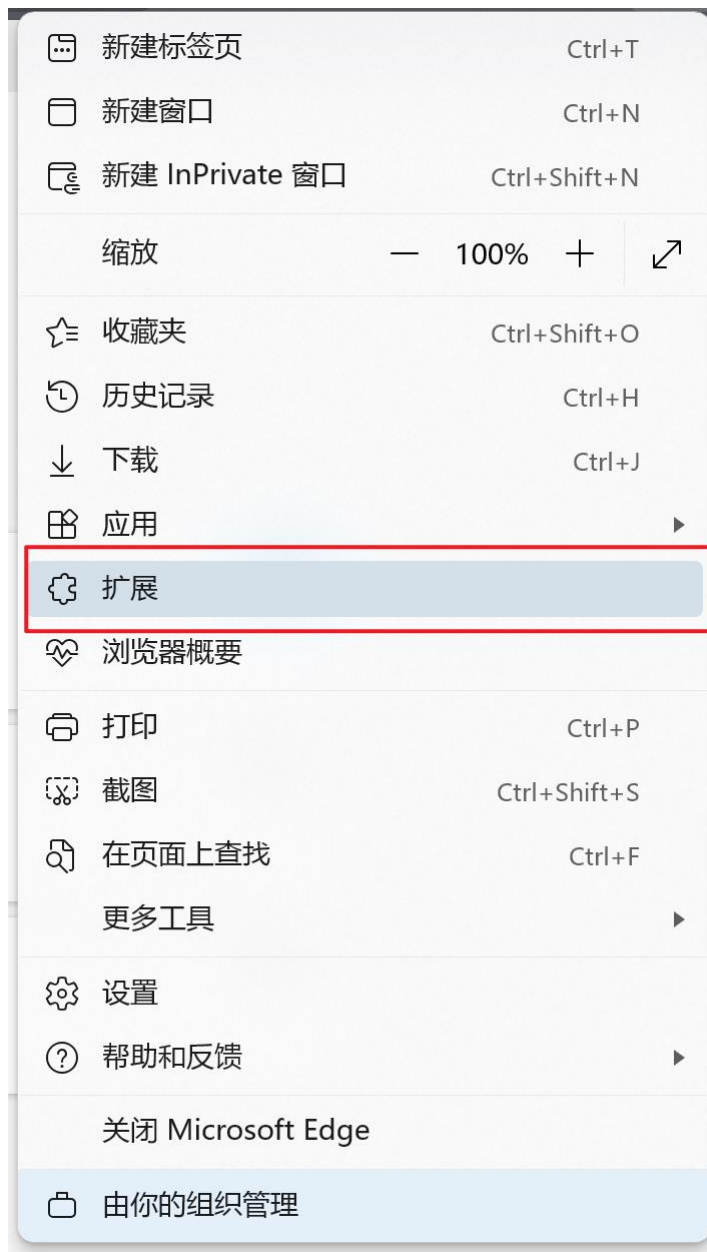 新建标签页 Ctrl+T
新建窗口 Ctrl+N
新建 InPrivate 窗口 Ctrl+Shift+N
缩放 — 100% +
收藏夹 Ctrl+Shift+O
历史记录 Ctrl+H
下载 Ctrl+J
应用
扩展
浏览器概要
打印 Ctrl+P
截图 Ctrl+Shift+S
在页面上查找 Ctrl+F
更多工具
设置
帮助和反馈
关闭 Microsoft Edge
由你的组织管理